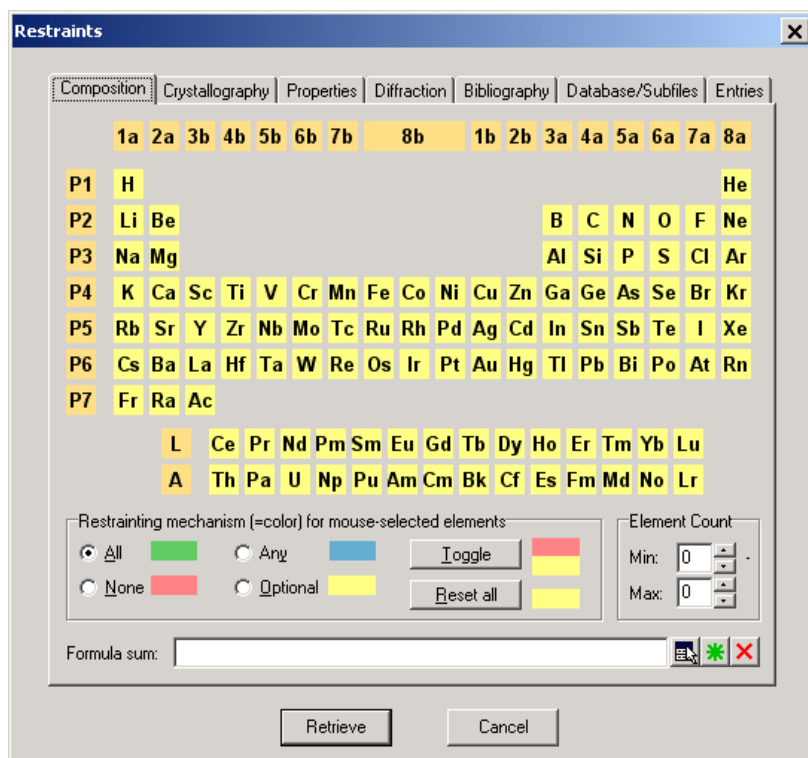 Restraints
Composition Crystallography Properties Diffraction Bibliography Database/Subfiles Entries
1a 2a 3b 4b 5b 6b 7b 8b 1b 2b 3a 4a 5a 6a 7a 8a
P1 H He
P2 Li Be B C N O F Ne
P3 Na Mg Al Si P S Cl Ar
P4 K Ca Sc Ti V Cr Mn Fe Co Ni Cu Zn Ga Ge As Se Br Kr
P5 Rb Sr Y Zr Nb Mo Tc Ru Rh Pd Ag Cd In Sn Sb Te I Xe
P6 Cs Ba La Hf Ta W Re Os Ir Pt Au Hg Tl Pb Bi Po At Rn
P7 Fr Ra Ac
L Ce Pr Nd Pm Sm Eu Gd Tb Dy Ho Er Tm Yb Lu
A Th Pa U Np Pu Am Cm Bk Cf Es Fm Md No Lr
Restrainting mechanism (=color) for mouse-selected elements Element Count
All Any Toggle Min: 0 -
None Optional Reset all Max: 0
Formula sum:
Retrieve Cancel